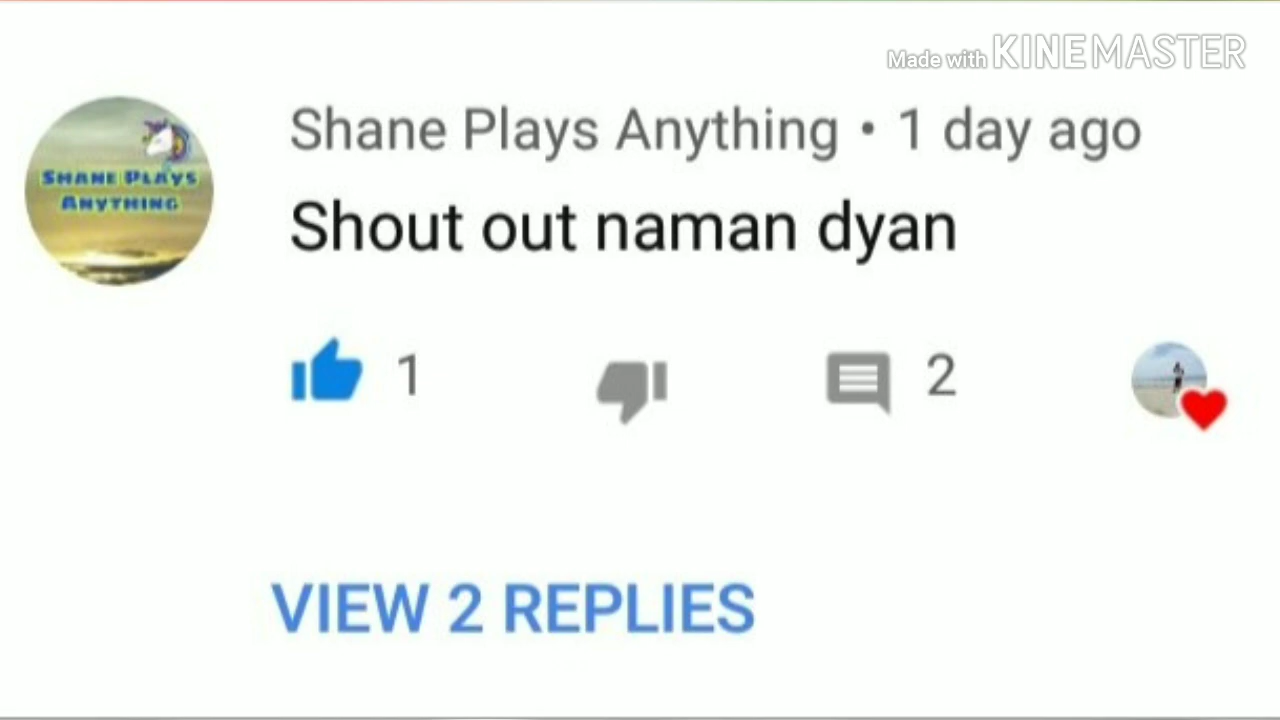 Made with KINEMASTER
Shane Plays Anything • 1 day ago
SHANE PLAYS
ANYTHING
Shout out naman dyan
1
2
VIEW 2 REPLIES